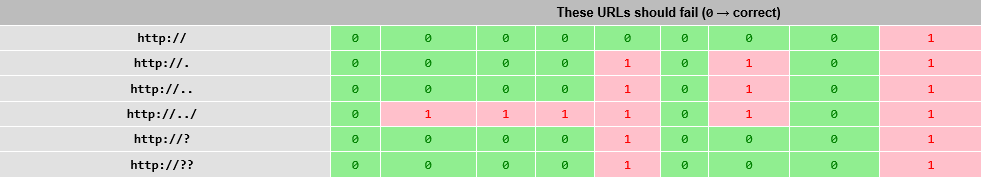 These URLs should fail (0 → correct)
http:// 0 0 0 0 0 0 0 0 1
http://. 0 0 0 0 1 0 1 0 1
http://.. 0 0 0 0 1 0 1 0 1
http://../ 0 1 1 1 1 0 1 0 1
http://? 0 0 0 0 1 0 0 0 1
http://?? 0 0 0 0 1 0 0 0 1